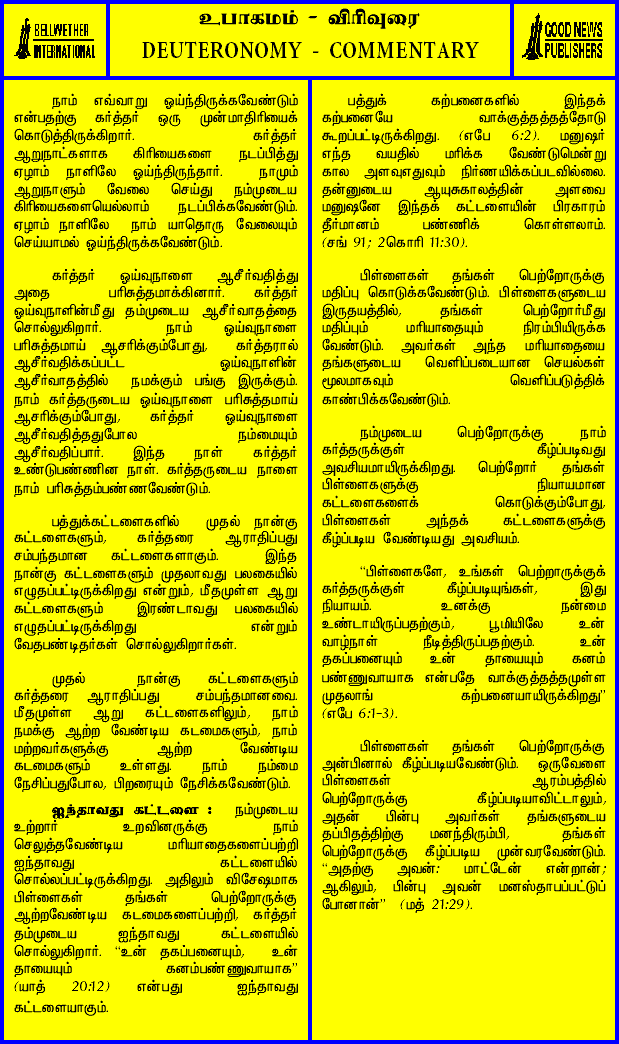 BELLWETHER
INTERNATIONAL
உபாகமம் - விரிவுரை
DEUTERONOMY - COMMENTARY
GOOD NEWS
PUBLISHERS
நாம் எவ்வாறு ஓய்ந்திருக்கவேண்டும்
என்பதற்கு கர்த்தர் ஒரு முன்மாதிரியைக்
கொடுத்திருக்கிறார். கர்த்தர்
ஆறுநாட்களாக கிரியைகளை நடப்பித்து
ஏழாம் நாளிலே ஓய்ந்திருந்தார். நாமும்
ஆறுநாளும் வேலை செய்து நம்முடைய
கிரியைகளையெல்லாம் நடப்பிக்கவேண்டும்.
ஏழாம் நாளிலே நாம் யாதொரு வேலையும்
செய்யாமல் ஓய்ந்திருக்கவேண்டும்.
கர்த்தர் ஓய்வுநாளை ஆசீர்வதித்து
அதை பரிசுத்தமாக்கினார். கர்த்தர்
ஓய்வுநாளின்மீது தம்முடைய ஆசீர்வாதத்தை
சொல்லுகிறார். நாம் ஓய்வுநாளை
பரிசுத்தமாய் ஆசரிக்கும்போது, கர்த்தரால்
ஆசீர்வதிக்கப்பட்ட ஓய்வுநாளின்
ஆசீர்வாதத்தில் நமக்கும் பங்கு இருக்கும்.
நாம் கர்த்தருடைய ஓய்வுநாளை பரிசுத்தமாய்
ஆசரிக்கும்போது, கர்த்தர் ஓய்வுநாளை
ஆசீர்வதித்ததுபோல நம்மையும்
ஆசீர்வதிப்பார். இந்த நாள் கர்த்தர்
உண்டுபண்ணின நாள். கர்த்தருடைய நாளை
நாம் பரிசுத்தம்பண்ணவேண்டும்.
பத்துக்கட்டளைகளில் முதல் நான்கு
கட்டளைகளும், கர்த்தரை ஆராதிப்பது
சம்பந்தமான கட்டளைகளாகும். இந்த
நான்கு கட்டளைகளும் முதலாவது பலகையில்
எழுதப்பட்டிருக்கிறது என்றும், மீதமுள்ள ஆறு
கட்டளைகளும் இரண்டாவது பலகையில்
எழுதப்பட்டிருக்கிறது என்றும்
வேதபண்டிதர்கள் சொல்லுகிறார்கள்.
முதல் நான்கு கட்டளைகளும்
கர்த்தரை ஆராதிப்பது சம்பந்தமானவை.
மீதமுள்ள ஆறு கட்டளைகளிலும், நாம்
நமக்கு ஆற்ற வேண்டிய கடமைகளும், நாம்
மற்றவர்களுக்கு ஆற்ற வேண்டிய
கடமைகளும் உள்ளது. நாம் நம்மை
நேசிப்பதுபோல, பிறரையும் நேசிக்கவேண்டும்.
ஐந்தாவது கட்டளை : நம்முடைய
உற்றார் உறவினருக்கு நாம்
செலுத்தவேண்டிய மரியாதைகளைப்பற்றி
ஐந்தாவது கட்டளையில்
சொல்லப்பட்டிருக்கிறது. அதிலும் விசேஷமாக
பிள்ளைகள் தங்கள் பெற்றோருக்கு
ஆற்றவேண்டிய கடமைகளைப்பற்றி, கர்த்தர்
தம்முடைய ஐந்தாவது கட்டளையில்
சொல்லுகிறார். “உன் தகப்பனையும், உன்
தாயையும் கனம்பண்ணுவாயாக”
(யாத் 20:12) என்பது ஐந்தாவது
கட்டளையாகும்.
பத்துக் கற்பனைகளில் இந்தக்
கற்பனையே வாக்குத்தத்தத்தோடு
கூறப்பட்டிருக்கிறது. (எபே 6:2). மனுஷர்
எந்த வயதில் மரிக்க வேண்டுமென்று
கால அளவுஎதுவும் நிர்ணயிக்கப்படவில்லை.
தன்னுடைய ஆயுசுகாலத்தின் அளவை
மனுஷனே இந்தக் கட்டளையின் பிரகாரம்
தீர்மானம் பண்ணிக் கொள்ளலாம்.
(சங் 91; 2கொரி 11:30).
பிள்ளைகள் தங்கள் பெற்றோருக்கு
மதிப்பு கொடுக்கவேண்டும். பிள்ளைகளுடைய
இருதயத்தில், தங்கள் பெற்றோர்மீது
மதிப்பும் மரியாதையும் நிரம்பியிருக்க
வேண்டும். அவர்கள் அந்த மரியாதையை
தங்களுடைய வெளிப்படையான செயல்கள்
மூலமாகவும் வெளிப்படுத்திக்
காண்பிக்கவேண்டும்.
நம்முடைய பெற்றோருக்கு நாம்
கர்த்தருக்குள் கீழ்ப்படிவது
அவசியமாயிருக்கிறது. பெற்றோர் தங்கள்
பிள்ளைகளுக்கு நியாயமான
கட்டளைகளைக் கொடுக்கும்போது,
பிள்ளைகள் அந்தக் கட்டளைகளுக்கு
கீழ்ப்படிய வேண்டியது அவசியம்.
“பிள்ளைகளே, உங்கள் பெற்றாருக்குக்
கர்த்தருக்குள் கீழ்ப்படியுங்கள், இது
நியாயம். உனக்கு நன்மை
உண்டாயிருப்பதற்கும், பூமியிலே உன்
வாழ்நாள் நீடித்திருப்பதற்கும். உன்
தகப்பனையும் உன் தாயையும் கனம்
பண்ணுவாயாக என்பதே வாக்குத்தத்தமுள்ள
முதலாங் கற்பனையாயிருக்கிறது”
(எபே 6:1-3).
பிள்ளைகள் தங்கள் பெற்றோருக்கு
அன்பினால் கீழ்ப்படியவேண்டும். ஒருவேளை
பிள்ளைகள் ஆரம்பத்தில்
பெற்றோருக்கு கீழ்ப்படியாவிட்டாலும்,
அதன் பின்பு அவர்கள் தங்களுடைய
தப்பிதத்திற்கு மனந்திரும்பி, தங்கள்
பெற்றோருக்கு கீழ்ப்படிய முன்வரவேண்டும்.
“அதற்கு அவன்: மாட்டேன் என்றான்;
ஆகிலும், பின்பு அவன் மனஸ்தாபப்பட்டுப்
போனான்” (மத் 21:29).